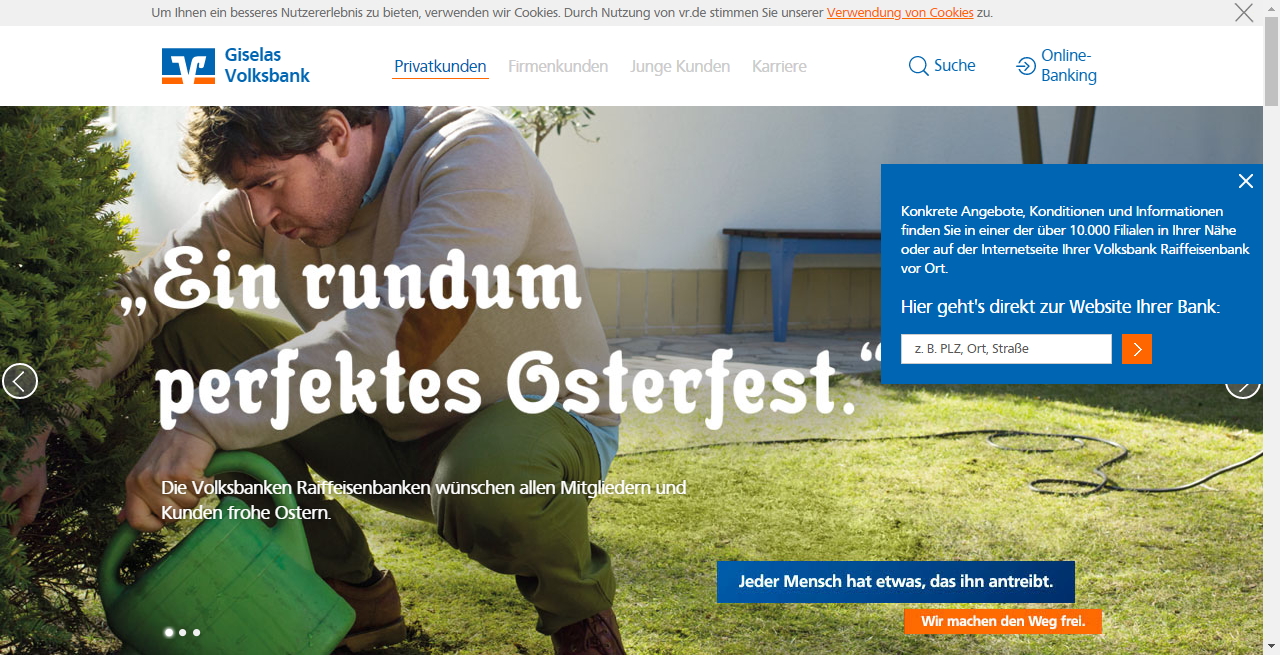 Um Ihnen ein besseres Nutzererlebnis zu bieten, verwenden wir Cookies. Durch Nutzung von vr.de stimmen Sie unserer Verwendung von Cookies zu.
Giselas
Volksbank
Privatkunden Firmenkunden Junge Kunden Karriere
Suche
Online-
Banking
Konkrete Angebote, Konditionen und Informationen
finden Sie in einer der über 10.000 Filialen in Ihrer Nähe
oder auf der Internetseite Ihrer Volksbank Raiffeisenbank
vor Ort.
Hier geht's direkt zur Website Ihrer Bank:
z. B. PLZ, Ort, Straße
„Ein rundum
perfektes Osterfest.“
Die Volksbanken Raiffeisenbanken wünschen allen Mitgliedern und
Kunden frohe Ostern.
Jeder Mensch hat etwas, das ihn antreibt.
Wir machen den Weg frei.